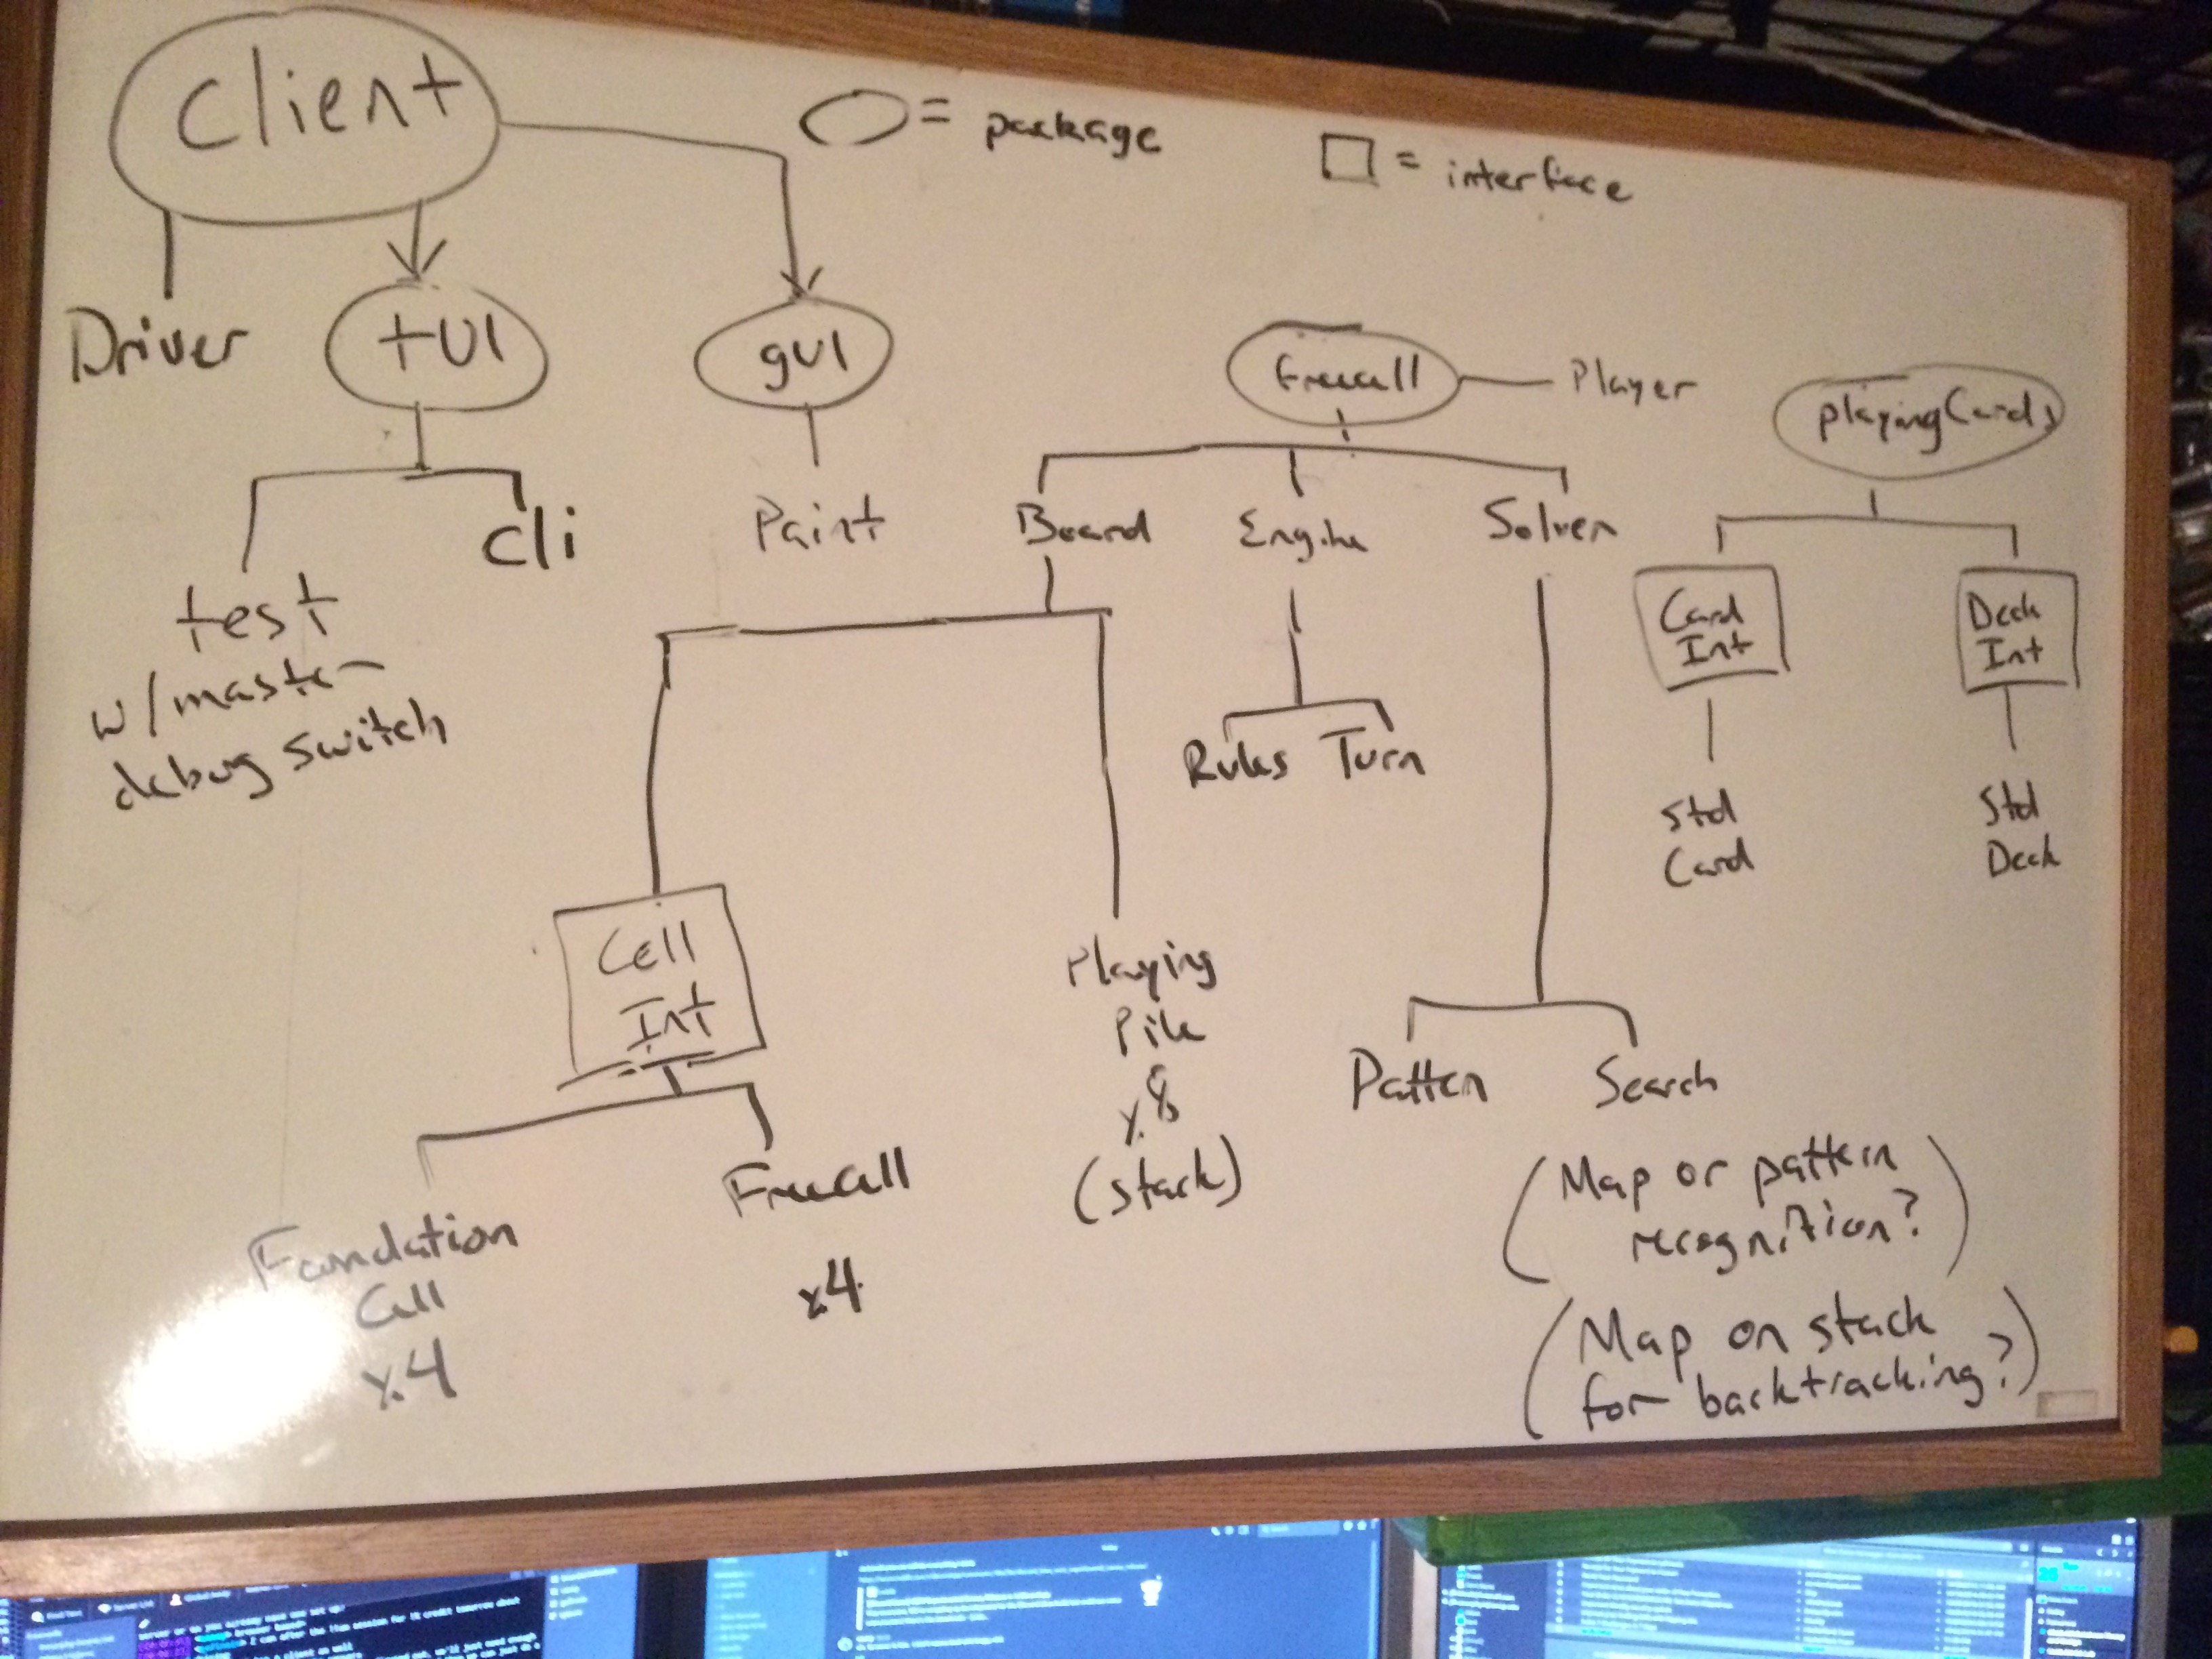 Client
= package
= interface
Driver
tUI
gUI
freecell
Player
playingCards
test
w/master
debug switch
cli
Paint
Board
Engine
Solver
Card
Int
Deck
Int
Rules
Turn
Std
Card
Std
Deck
Cell
Int
Playing
Pile
x8
(stack)
Pattern
Search
Foundation
Cell
x4
Freecell
x4
(Map or pattern
recognition?)
(Map on stack
for backtracking?)